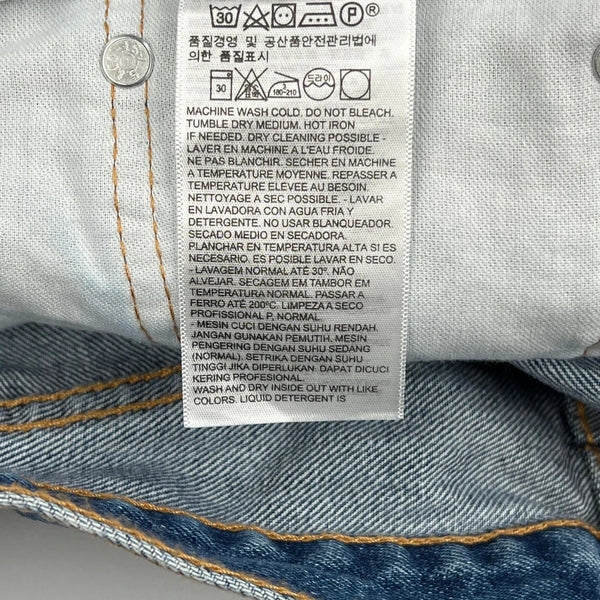 30 P ®
품질경영 및 공산품안전관리법에
의한 품질표시
30 180-210 드라이
MACHINE WASH COLD. DO NOT BLEACH.
TUMBLE DRY MEDIUM. HOT IRON
IF NEEDED. DRY CLEANING POSSIBLE -
LAVER EN MACHINE A L'EAU FROIDE.
NE PAS BLANCHIR. SECHER EN MACHINE
A TEMPERATURE MOYENNE. REPASSER A
TEMPERATURE ELEVEE AU BESOIN.
NETTOYAGE A SEC POSSIBLE. - LAVAR
EN LAVADORA CON AGUA FRIA Y
DETERGENTE. NO USAR BLANQUEADOR.
SECADO MEDIO EN SECADORA.
PLANCHAR EN TEMPERATURA ALTA SI ES
NECESARIO. ES POSIBLE LAVAR EN SECO.
- LAVAGEM NORMAL ATÉ 30º. NÃO
ALVEJAR. SECAGEM EM TAMBOR EM
TEMPERATURA NORMAL. PASSAR A
FERRO ATÉ 200ºC. LIMPEZA A SECO
PROFISSIONAL P, NORMAL.
- MESIN CUCI DENGAN SUHU RENDAH.
JANGAN GUNAKAN PEMUTIH. MESIN
PENGERING DENGAN SUHU SEDANG
(NORMAL). SETRIKA DENGAN SUHU
TINGGI JIKA DIPERLUKAN. DAPAT DICUCI
KERING PROFESIONAL.
WASH AND DRY INSIDE OUT WITH LIKE
COLORS. LIQUID DETERGENT IS